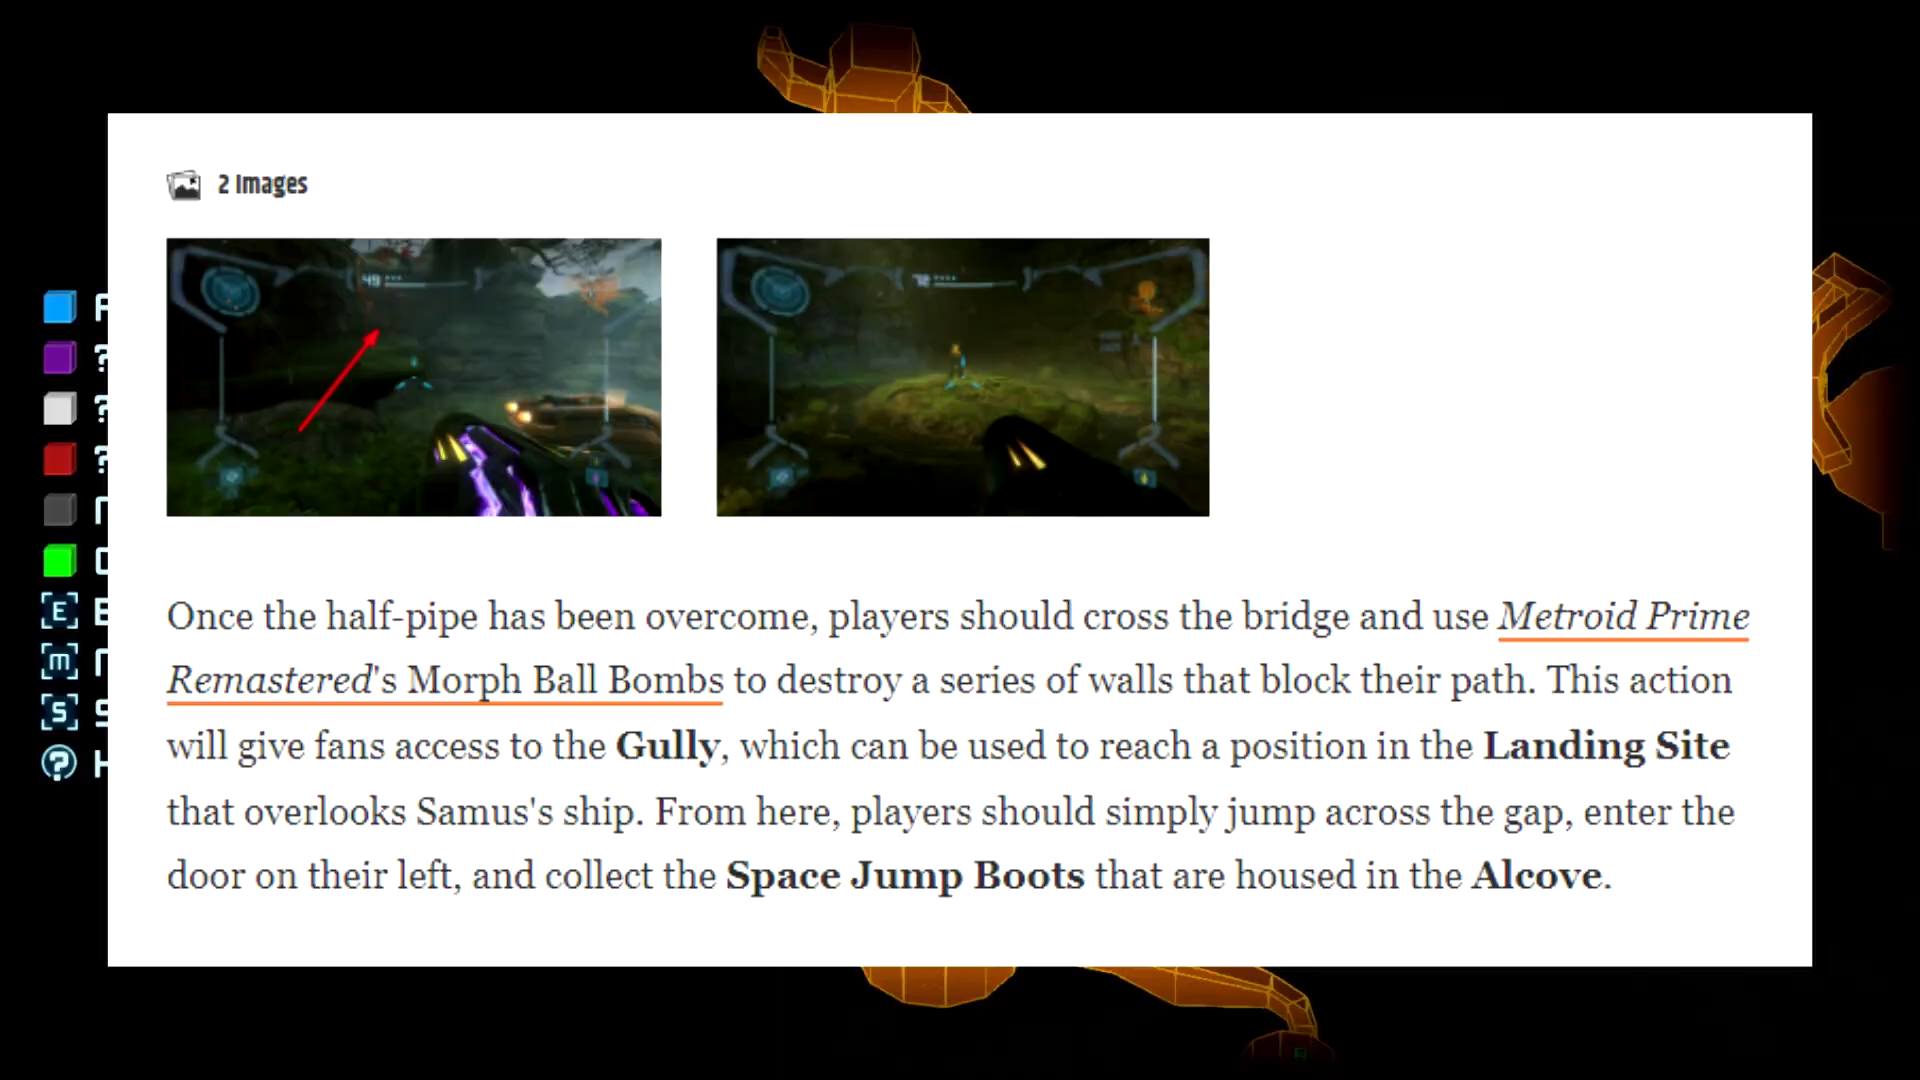 2 Images
49
Once the half-pipe has been overcome, players should cross the bridge and use Metroid Prime
Remastered's Morph Ball Bombs to destroy a series of walls that block their path. This action
will give fans access to the Gully, which can be used to reach a position in the Landing Site
that overlooks Samus's ship. From here, players should simply jump across the gap, enter the
door on their left, and collect the Space Jump Boots that are housed in the Alcove.
?
?
?
E
m
S
?